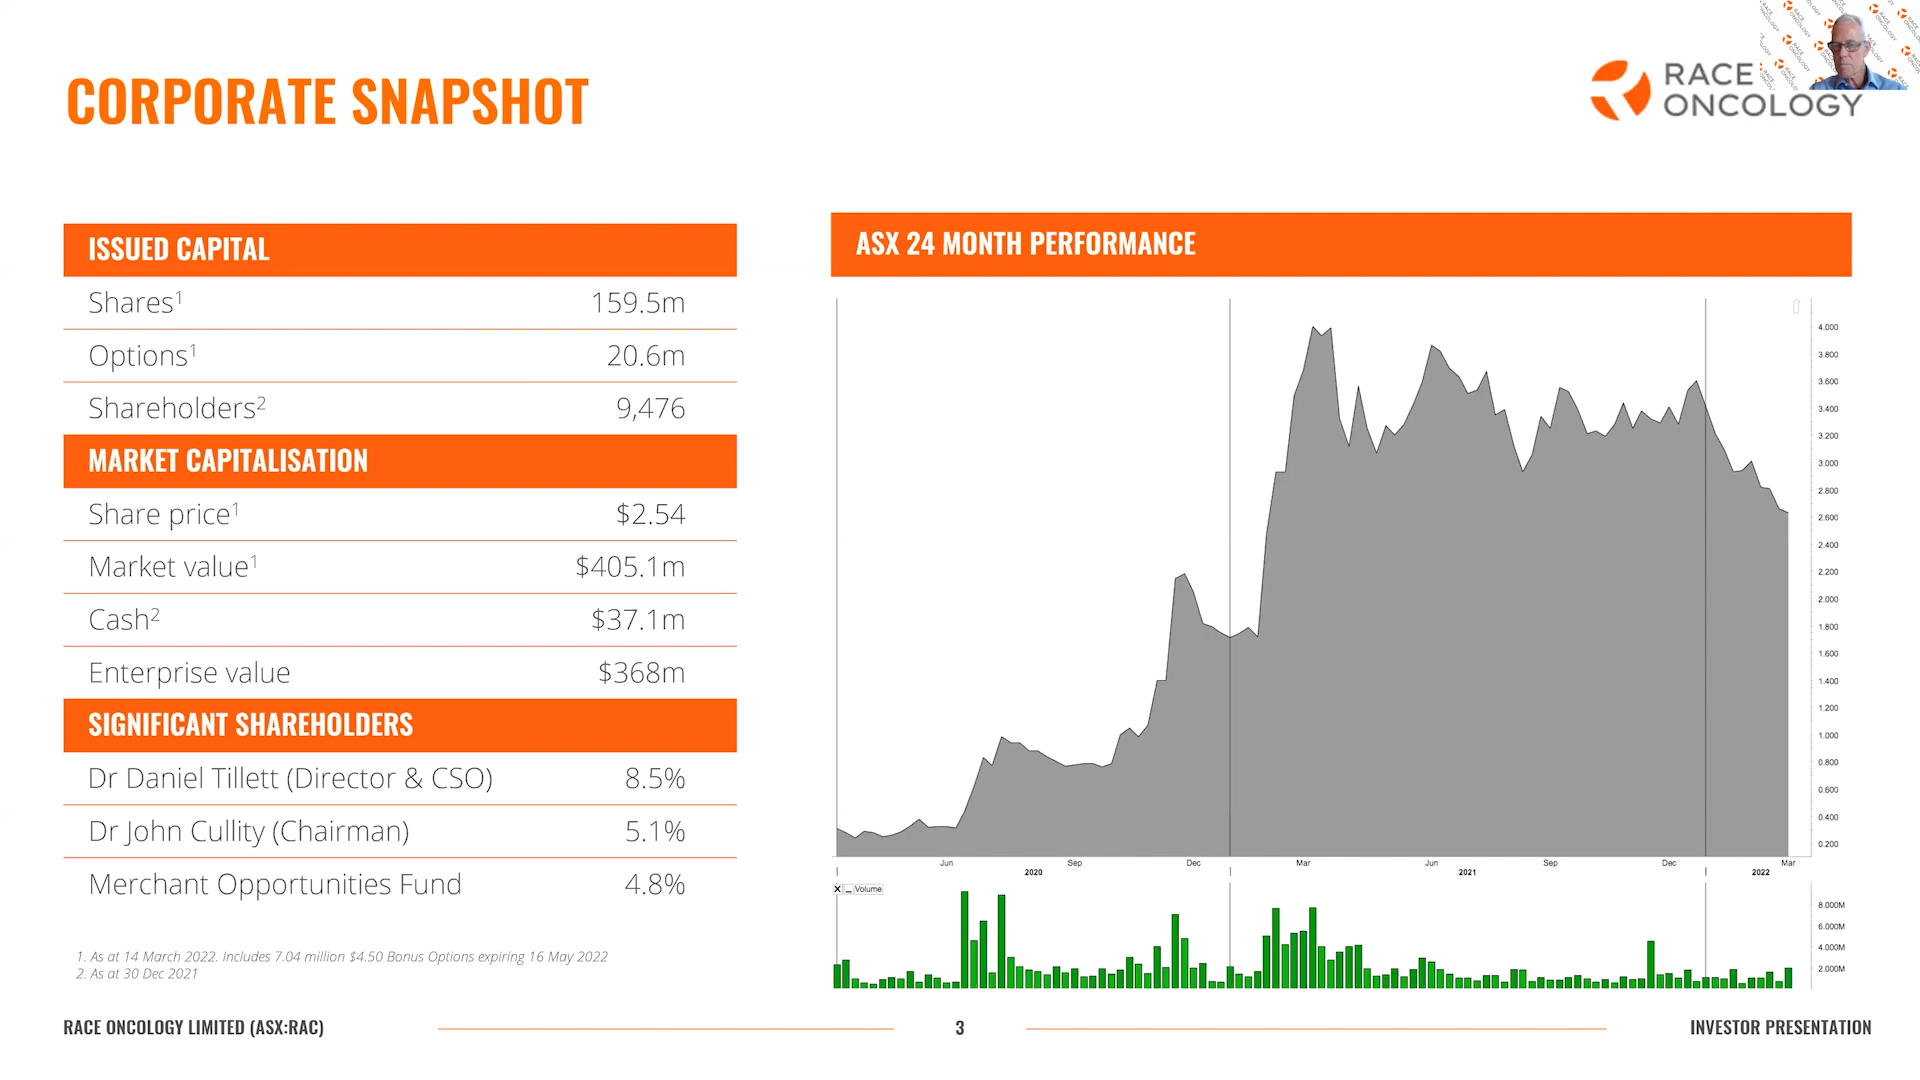 CORPORATE SNAPSHOT
RACE
ONCOLOGY
ISSUED CAPITAL
Shares1 159.5m
Options1 20.6m
Shareholders2 9,476
MARKET CAPITALISATION
Share price1 $2.54
Market value1 $405.1m
Cash2 $37.1m
Enterprise value $368m
SIGNIFICANT SHAREHOLDERS
Dr Daniel Tillett (Director & CSO) 8.5%
Dr John Cullity (Chairman) 5.1%
Merchant Opportunities Fund 4.8%
1. As at 14 March 2022. Includes 7.04 million $4.50 Bonus Options expiring 16 May 2022
2. As at 30 Dec 2021
ASX 24 MONTH PERFORMANCE
4.000
3.800
3.600
3.400
3.200
3.000
2.800
2.600
2.400
2.200
2.000
1.800
1.600
1.400
1.200
1.000
0.800
0.600
0.400
0.200
Jun Sep Dec Mar Jun Sep Dec Mar
2020 2021 2022
X _ Volume
8.000M
6.000M
4.000M
2.000M
RACE ONCOLOGY LIMITED (ASX:RAC) 3 INVESTOR PRESENTATION